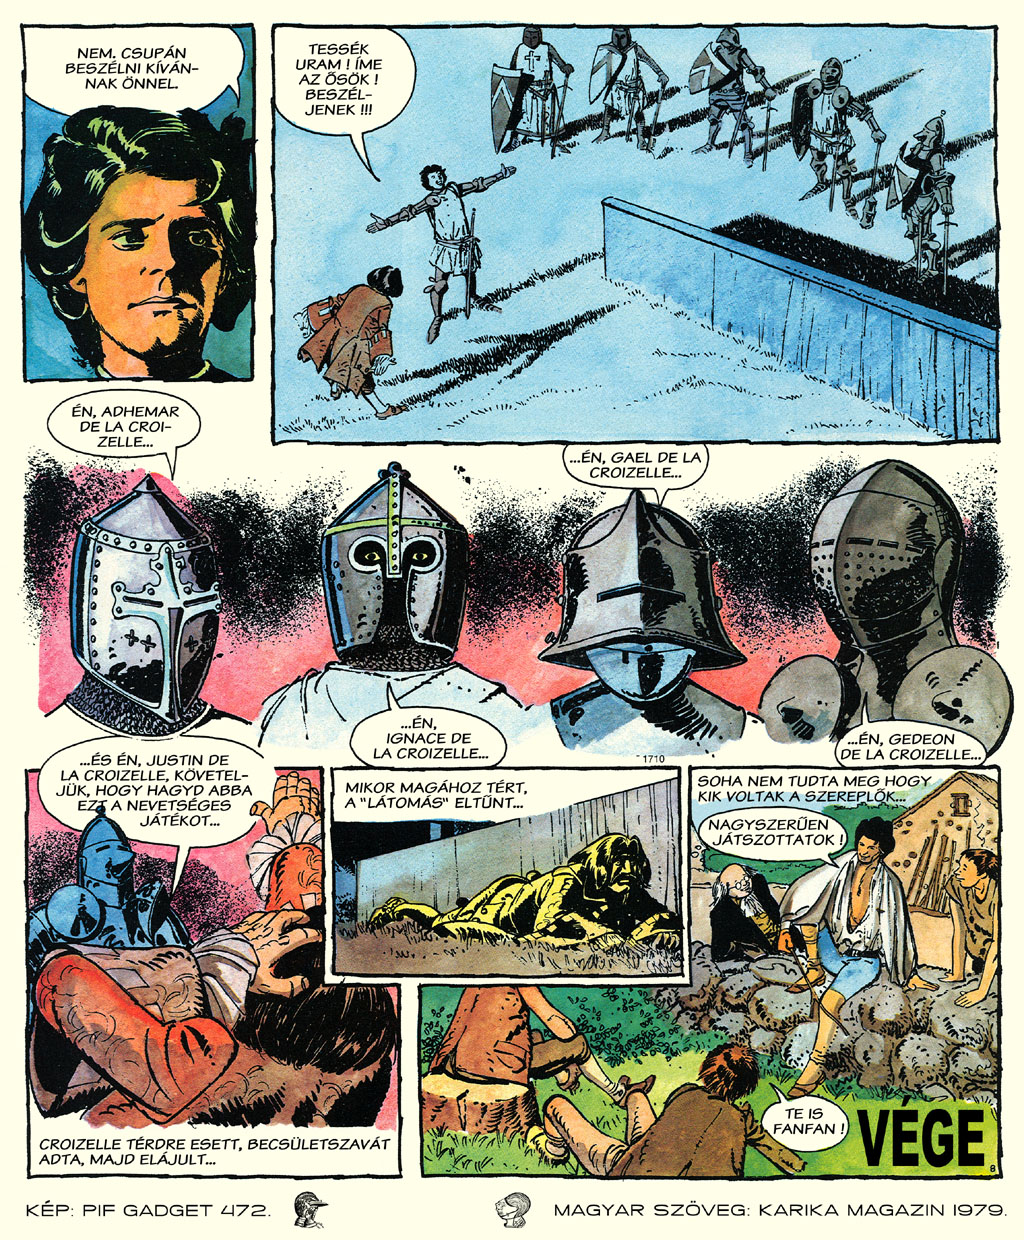 NEM. CSUPÁN
BESZÉLNI KÍVÁN-
NAK ÖNNEL.
TESSÉK
URAM ! ÍME
AZ ŐSÖK !
BESZÉL-
JENEK !!!
ÉN, ADHEMAR
DE LA CROI-
ZELLE...
...ÉN,
IGNACE DE
LA CROIZELLE...
...ÉN, GAEL DE LA
CROIZELLE...
...ÉN, GEDEON
DE LA CROIZELLE...
1710
...ÉS ÉN, JUSTIN DE
LA CROIZELLE, KÖVETEL-
JÜK, HOGY HAGYD ABBA
EZT A NEVETSÉGES
JÁTÉKOT...
CROIZELLE TÉRDRE ESETT, BECSÜLETSZAVÁT
ADTA, MAJD ELÁJULT...
MIKOR MAGÁHOZ TÉRT,
A "LÁTOMÁS" ELTŰNT...
SOHA NEM TUDTA MEG HOGY
KIK VOLTAK A SZEREPLŐK...
NAGYSZERŰEN
JÁTSZOTTATOK !
TE IS
FANFAN !
VÉGE
8
KÉP: PIF GADGET 472.
MAGYAR SZÖVEG: KARIKA MAGAZIN 1979.